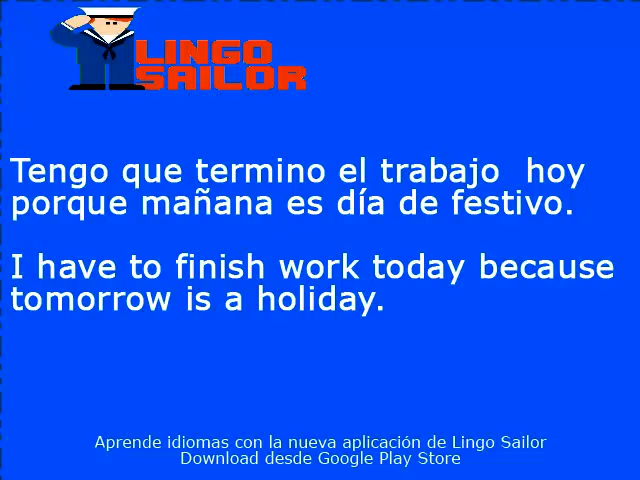 LINGO
SAILOR
Tengo que termino el trabajo  hoy
porque mañana es día de festivo.
I have to finish work today because
tomorrow is a holiday.
Aprende idiomas con la nueva aplicación de Lingo Sailor
Download desde Google Play Store